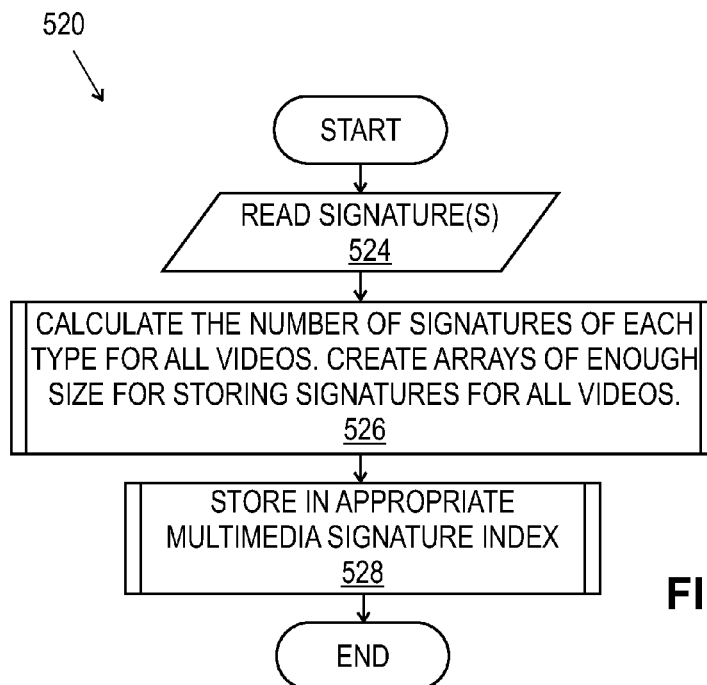 520
START
READ SIGNATURE(S)
524
CALCULATE THE NUMBER OF SIGNATURES OF EACH
TYPE FOR ALL VIDEOS. CREATE ARRAYS OF ENOUGH
SIZE FOR STORING SIGNATURES FOR ALL VIDEOS.
526
STORE IN APPROPRIATE
MULTIMEDIA SIGNATURE INDEX
528
FI
END